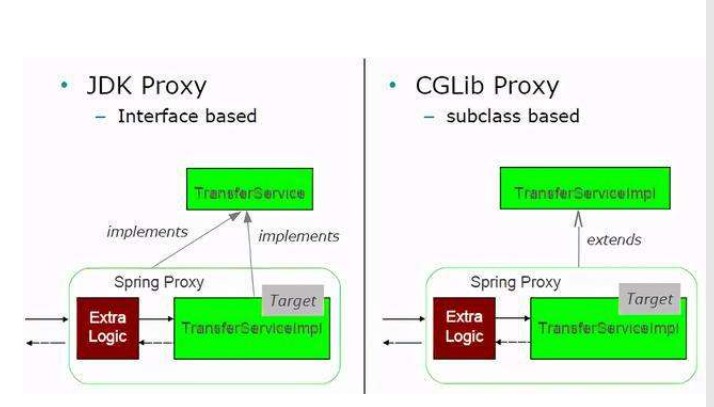 • JDK Proxy
– Interface based
TransferService
implements
implements
Spring Proxy
Target
Extra
Logic
TransferServiceImpl
• CGLib Proxy
– subclass based
TransferServiceImpl
extends
Spring Proxy
Target
Extra
Logic
TransferServiceImpl